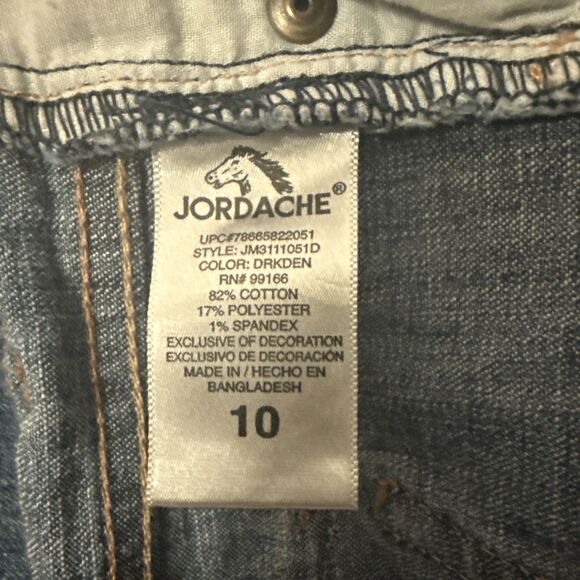 JORDACHE®
UPC#78665822051
STYLE: JM3111051D
COLOR: DRKDEN
RN# 99166
82% COTTON
17% POLYESTER
1% SPANDEX
EXCLUSIVE OF DECORATION
EXCLUSIVO DE DECORACIÓN
MADE IN / HECHO EN
BANGLADESH
10